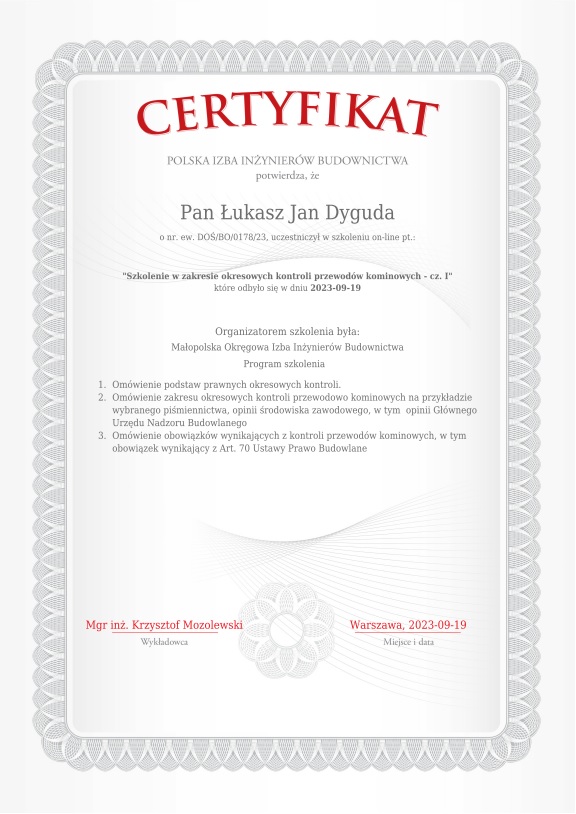 CERTYFIKAT
POLSKA IZBA INŻYNIERÓW BUDOWNICTWA
potwierdza, że
Pan Łukasz Jan Dyguda
o nr. ew. DOŚ/BO/0178/23, uczestniczył w szkoleniu on-line pt.:
"Szkolenie w zakresie okresowych kontroli przewodów kominowych - cz. I"
które odbyło się w dniu 2023-09-19
Organizatorem szkolenia była:
Małopolska Okręgowa Izba Inżynierów Budownictwa
Program szkolenia
1. Omówienie podstaw prawnych okresowych kontroli.
2. Omówienie zakresu okresowych kontroli przewodowo kominowych na przykładzie
wybranego piśmiennictwa, opinii środowiska zawodowego, w tym opinii Głównego
Urzędu Nadzoru Budowlanego
3. Omówienie obowiązków wynikających z kontroli przewodów kominowych, w tym
obowiązek wynikający z Art. 70 Ustawy Prawo Budowlane
Mgr inż. Krzysztof Mozolewski
Wykładowca
Warszawa, 2023-09-19
Miejsce i data